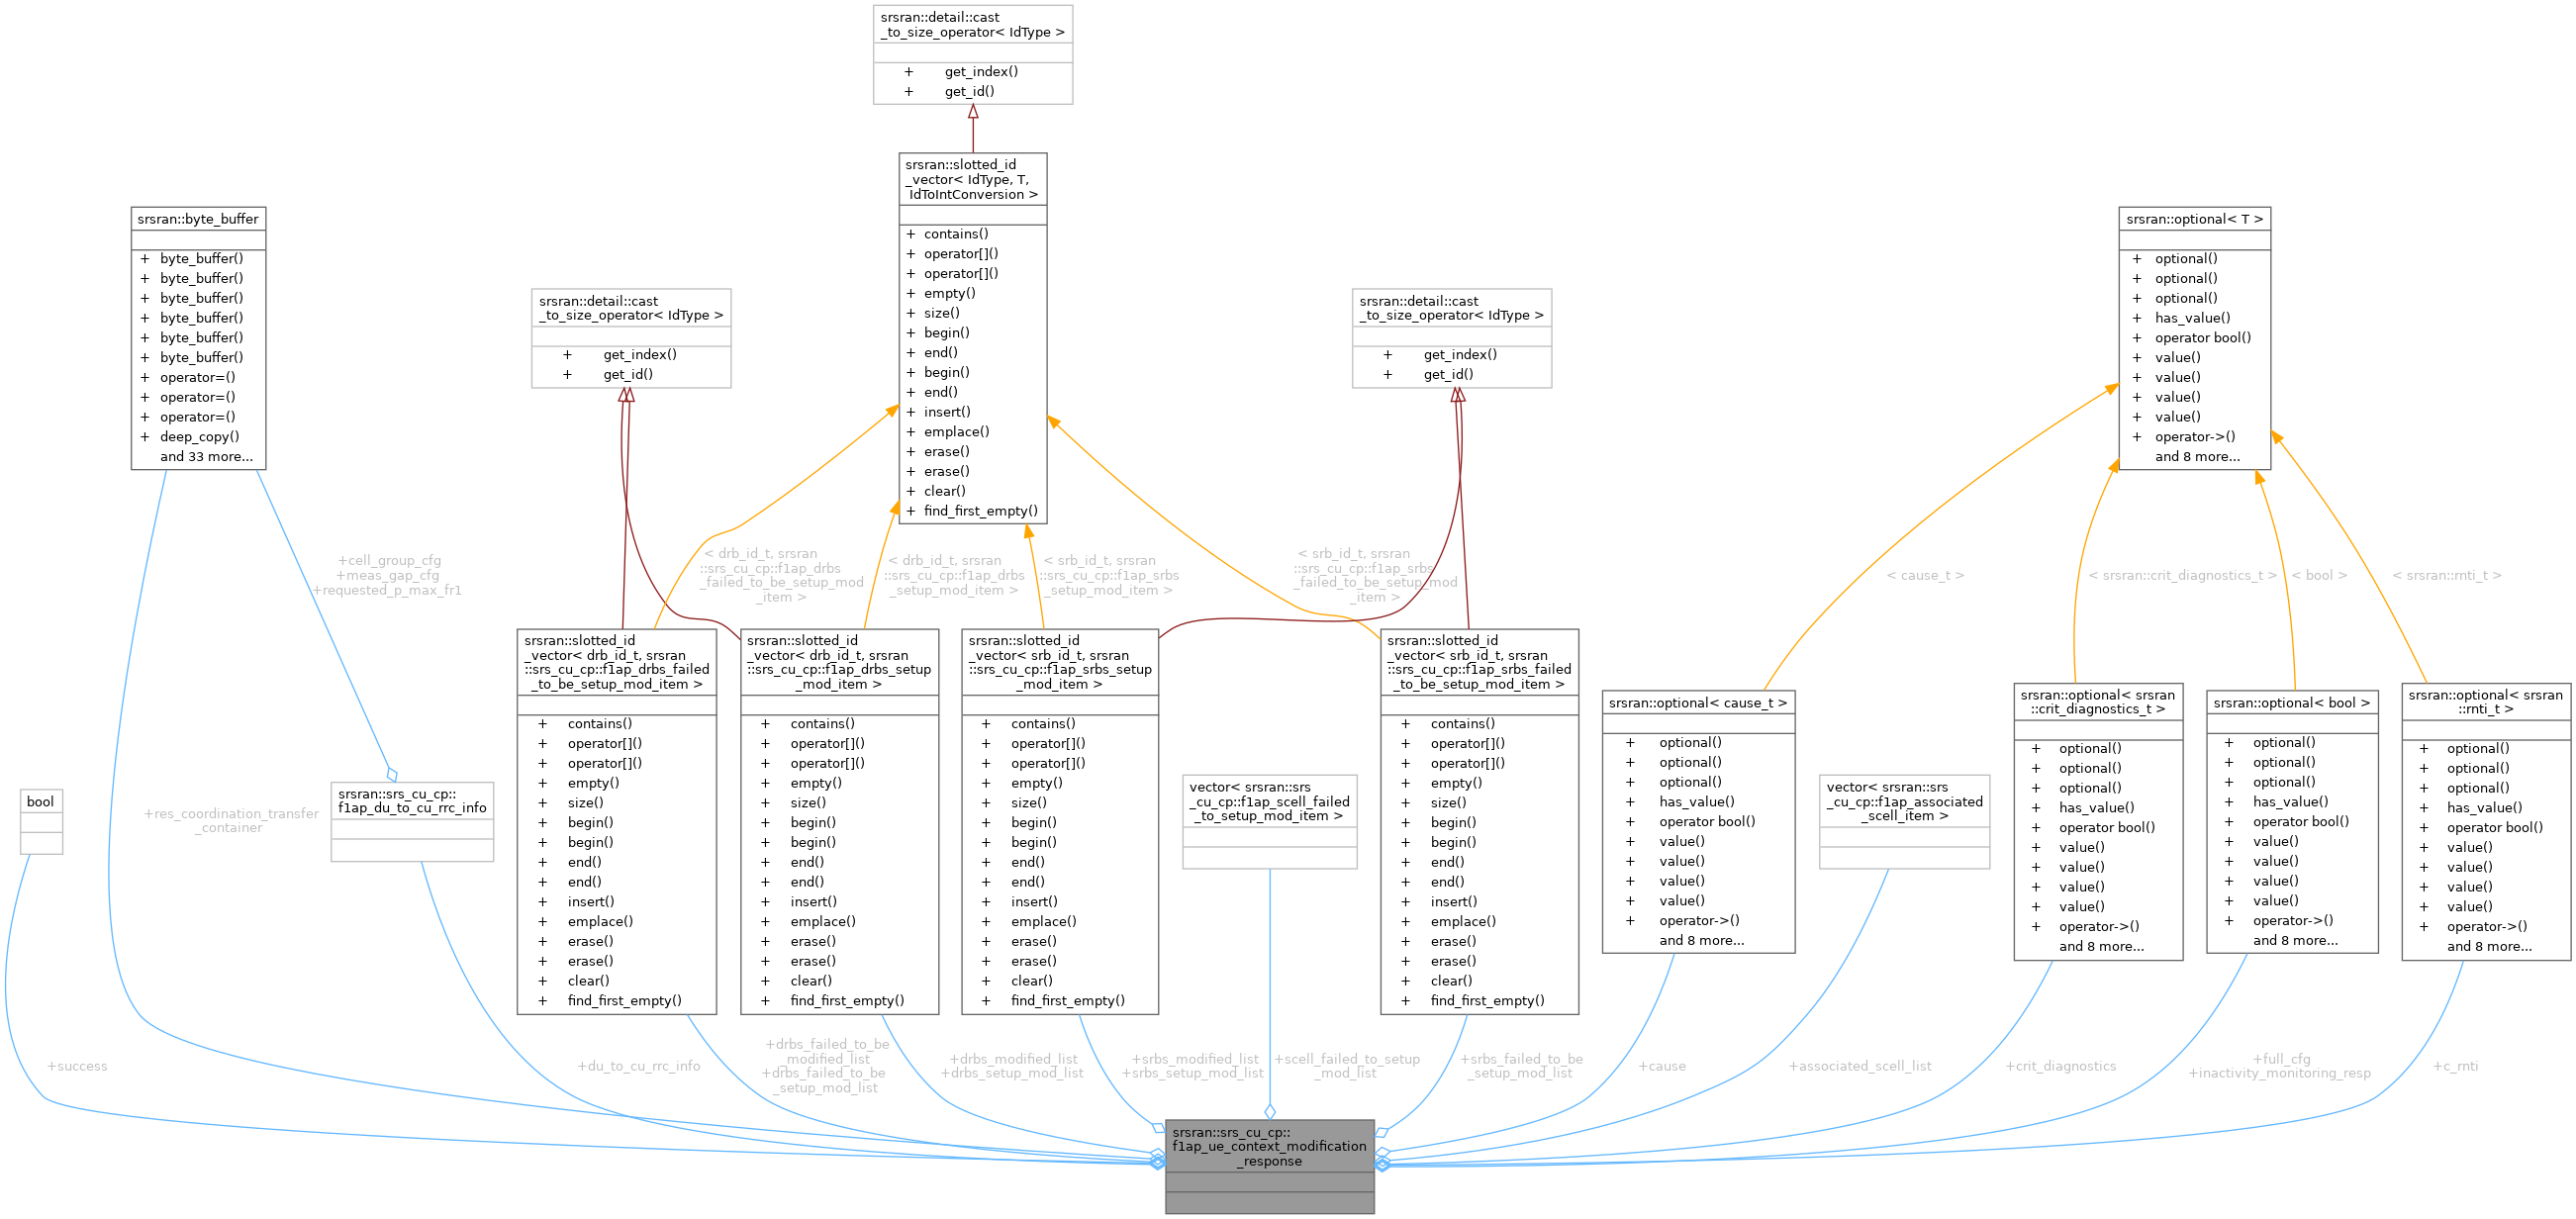 srsran::detail::cast
_to_size_operator< IdType >
+ get_index()
+ get_id()
srsran::slotted_id
_vector< IdType, T,
IdToIntConversion >
+ contains()
+ operator[]()
+ operator[]()
+ empty()
+ size()
+ begin()
+ end()
+ begin()
+ end()
+ insert()
+ emplace()
+ erase()
+ erase()
+ clear()
+ find_first_empty()
srsran::byte_buffer
+ byte_buffer()
+ byte_buffer()
+ byte_buffer()
+ byte_buffer()
+ byte_buffer()
+ byte_buffer()
+ operator=()
+ operator=()
+ operator=()
+ deep_copy()
and 33 more...
srsran::detail::cast
_to_size_operator< IdType >
+ get_index()
+ get_id()
srsran::detail::cast
_to_size_operator< IdType >
+ get_index()
+ get_id()
srsran::optional< T >
+ optional()
+ optional()
+ optional()
+ has_value()
+ operator bool()
+ value()
+ value()
+ value()
+ value()
+ operator->()
and 8 more...
+cell_group_cfg
+meas_gap_cfg
+requested_p_max_fr1
< drb_id_t, srsran
::srs_cu_cp::f1ap_drbs
_failed_to_be_setup_mod
_item >
< drb_id_t, srsran
::srs_cu_cp::f1ap_drbs
_setup_mod_item >
< srb_id_t, srsran
::srs_cu_cp::f1ap_srbs
_setup_mod_item >
< srb_id_t, srsran
::srs_cu_cp::f1ap_srbs
_failed_to_be_setup_mod
_item >
< cause_t >
< srsran::crit_diagnostics_t >
< bool >
< srsran::rnti_t >
bool
+res_coordination_transfer
_container
srsran::srs_cu_cp::
f1ap_du_to_cu_rrc_info
srsran::slotted_id
_vector< drb_id_t, srsran
::srs_cu_cp::f1ap_drbs_failed
_to_be_setup_mod_item >
+ contains()
+ operator[]()
+ operator[]()
+ empty()
+ size()
+ begin()
+ begin()
+ end()
+ end()
+ insert()
+ emplace()
+ erase()
+ erase()
+ clear()
+ find_first_empty()
srsran::slotted_id
_vector< drb_id_t, srsran
::srs_cu_cp::f1ap_drbs_setup
_mod_item >
+ contains()
+ operator[]()
+ operator[]()
+ empty()
+ size()
+ begin()
+ begin()
+ end()
+ end()
+ insert()
+ emplace()
+ erase()
+ erase()
+ clear()
+ find_first_empty()
srsran::slotted_id
_vector< srb_id_t, srsran
::srs_cu_cp::f1ap_srbs_setup
_mod_item >
+ contains()
+ operator[]()
+ operator[]()
+ empty()
+ size()
+ begin()
+ begin()
+ end()
+ end()
+ insert()
+ emplace()
+ erase()
+ erase()
+ clear()
+ find_first_empty()
vector< srsran::srs
_cu_cp::f1ap_scell_failed
_to_setup_mod_item >
srsran::slotted_id
_vector< srb_id_t, srsran
::srs_cu_cp::f1ap_srbs_failed
_to_be_setup_mod_item >
+ contains()
+ operator[]()
+ operator[]()
+ empty()
+ size()
+ begin()
+ begin()
+ end()
+ end()
+ insert()
+ emplace()
+ erase()
+ erase()
+ clear()
+ find_first_empty()
srsran::optional< cause_t >
+ optional()
+ optional()
+ optional()
+ has_value()
+ operator bool()
+ value()
+ value()
+ value()
+ value()
+ operator->()
and 8 more...
vector< srsran::srs
_cu_cp::f1ap_associated
_scell_item >
srsran::optional< srsran
::crit_diagnostics_t >
+ optional()
+ optional()
+ optional()
+ has_value()
+ operator bool()
+ value()
+ value()
+ value()
+ value()
+ operator->()
and 8 more...
srsran::optional< bool >
+ optional()
+ optional()
+ optional()
+ has_value()
+ operator bool()
+ value()
+ value()
+ value()
+ value()
+ operator->()
and 8 more...
srsran::optional< srsran
::rnti_t >
+ optional()
+ optional()
+ optional()
+ has_value()
+ operator bool()
+ value()
+ value()
+ value()
+ value()
+ operator->()
and 8 more...
+success
+du_to_cu_rrc_info
+drbs_failed_to_be
_modified_list
+drbs_failed_to_be
_setup_mod_list
+drbs_modified_list
+drbs_setup_mod_list
+srbs_modified_list
+srbs_setup_mod_list
+scell_failed_to_setup
_mod_list
+srbs_failed_to_be
_setup_mod_list
+cause
+associated_scell_list
+crit_diagnostics
+full_cfg
+inactivity_monitoring_resp
+c_rnti
srsran::srs_cu_cp::
f1ap_ue_context_modification
_response